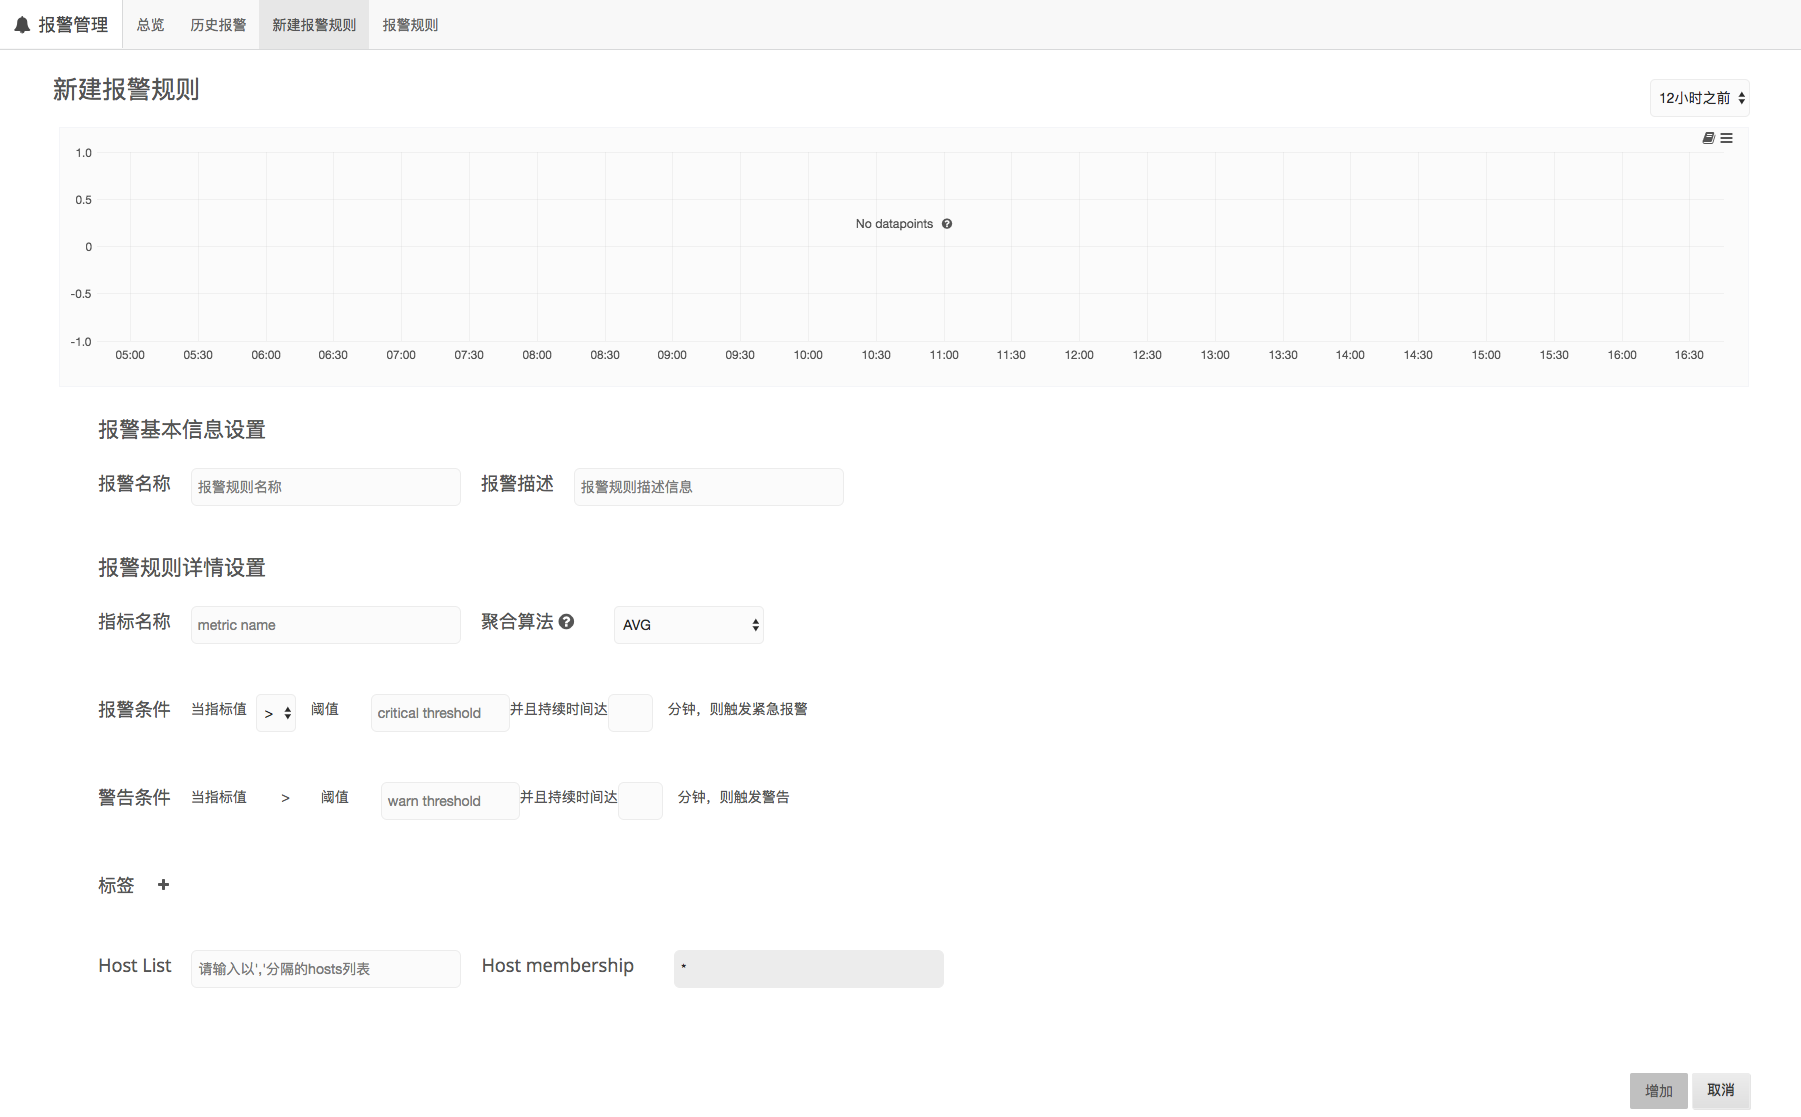 报警管理 总览 历史报警 新建报警规则 报警规则
新建报警规则
12小时之前
1.0
0.5
No datapoints
0
-0.5
-1.0
05:00 05:30 06:00 06:30 07:00 07:30 08:00 08:30 09:00 09:30 10:00 10:30 11:00 11:30 12:00 12:30 13:00 13:30 14:00 14:30 15:00 15:30 16:00 16:30
报警基本信息设置
报警名称 报警规则名称 报警描述 报警规则描述信息
报警规则详情设置
指标名称 metric name 聚合算法 AVG
报警条件 当指标值 > 阈值 critical threshold 并且持续时间达 分钟，则触发紧急报警
警告条件 当指标值 > 阈值 warn threshold 并且持续时间达 分钟，则触发警告
标签 +
Host List 请输入以','分隔的hosts列表 Host membership *
增加 取消